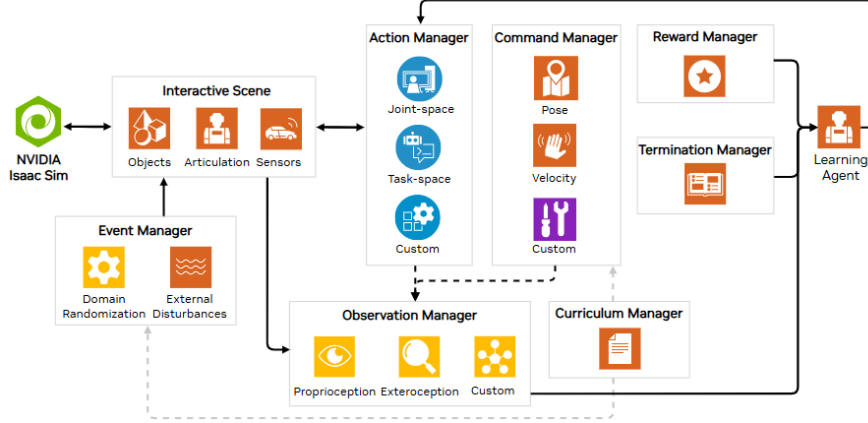 Action Manager
Joint-space
Task-space
Custom
Command Manager
Pose
Velocity
Custom
Reward Manager
Termination Manager
Learning
Agent
NVIDIA
Isaac Sim
Interactive Scene
Objects
Articulation
Sensors
Event Manager
Domain
Randomization
External
Disturbances
Observation Manager
Proprioception
Exteroception
Custom
Curriculum Manager